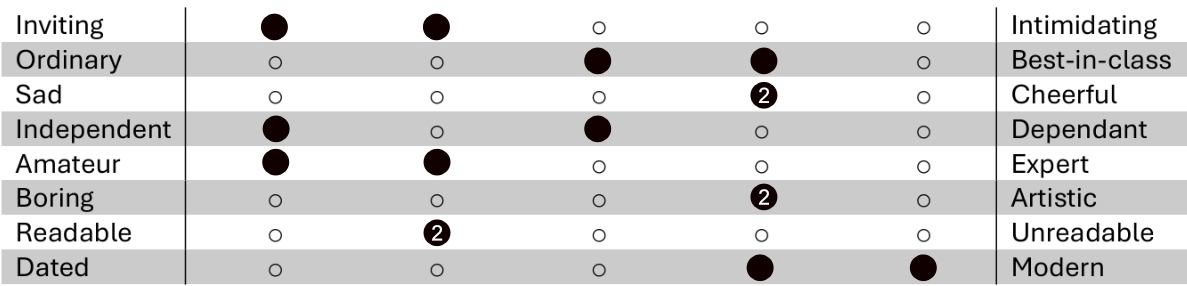 Inviting Intimidating
Ordinary Best-in-class
Sad 2 Cheerful
Independent Dependant
Amateur Expert
Boring 2 Artistic
Readable 2 Unreadable
Dated Modern